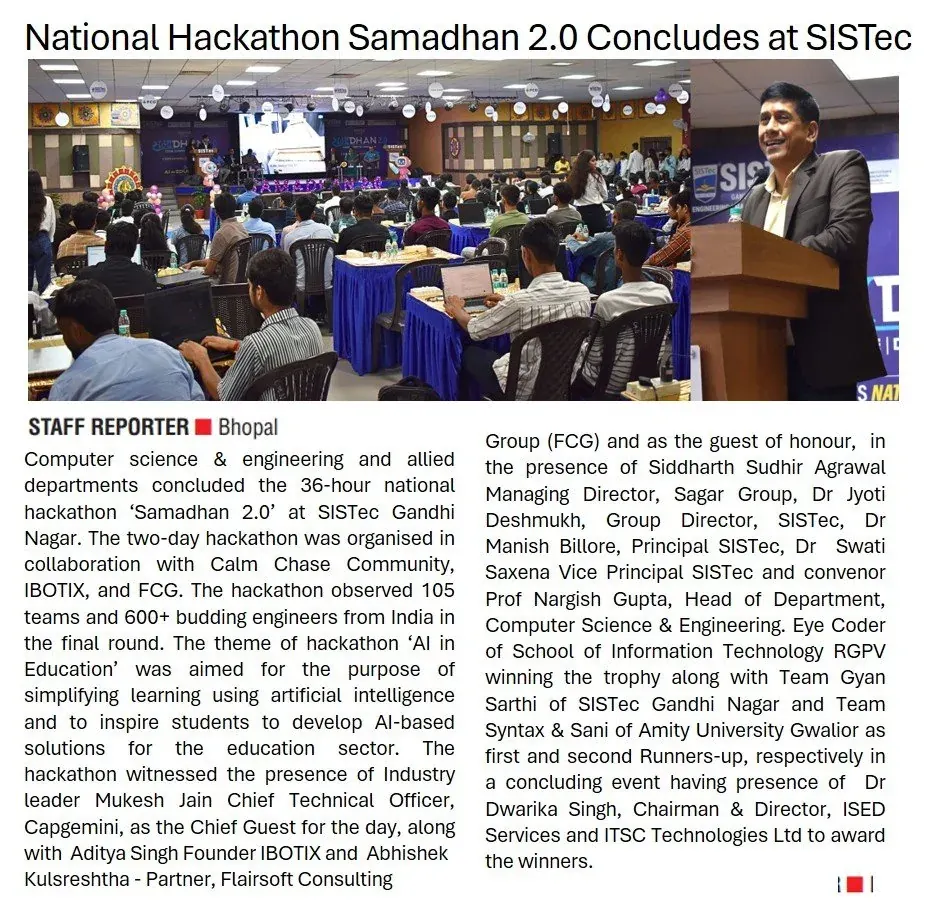 National Hackathon Samadhan 2.0 Concludes at SISTec
SISTec
SIS
SISTec
ENGINEERING
S NAT
STAFF REPORTER ■ Bhopal
Computer science & engineering and allied
departments concluded the 36-hour national
hackathon ‘Samadhan 2.0’ at SISTec Gandhi
Nagar. The two-day hackathon was organised in
collaboration with Calm Chase Community,
IBOTIX, and FCG. The hackathon observed 105
teams and 600+ budding engineers from India in
the final round. The theme of hackathon ‘AI in
Education’ was aimed for the purpose of
simplifying learning using artificial intelligence
and to inspire students to develop AI-based
solutions for the education sector. The
hackathon witnessed the presence of Industry
leader Mukesh Jain Chief Technical Officer,
Capgemini, as the Chief Guest for the day, along
with Aditya Singh Founder IBOTIX and Abhishek
Kulsreshtha - Partner, Flairsoft Consulting
Group (FCG) and as the guest of honour, in
the presence of Siddharth Sudhir Agrawal
Managing Director, Sagar Group, Dr Jyoti
Deshmukh, Group Director, SISTec, Dr
Manish Billore, Principal SISTec, Dr Swati
Saxena Vice Principal SISTec and convenor
Prof Nargish Gupta, Head of Department,
Computer Science & Engineering. Eye Coder
of School of Information Technology RGPV
winning the trophy along with Team Gyan
Sarthi of SISTec Gandhi Nagar and Team
Syntax & Sani of Amity University Gwalior as
first and second Runners-up, respectively in
a concluding event having presence of Dr
Dwarika Singh, Chairman & Director, ISED
Services and ITSC Technologies Ltd to award
the winners.